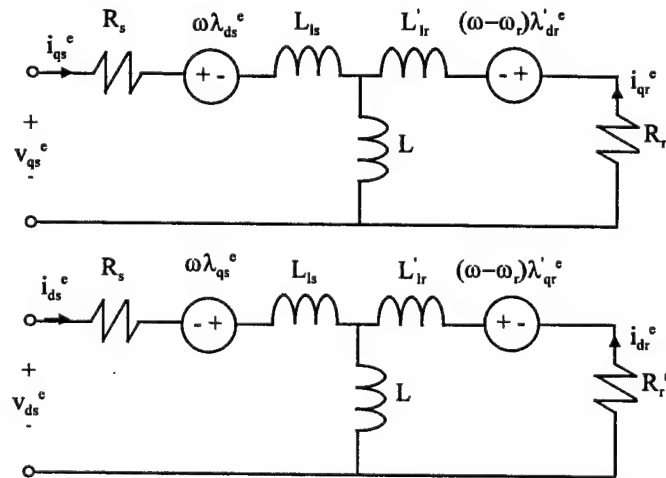 R_s ωλ_ds^e L_ls L'_lr (ω−ω_r)λ'_dr^e
i_qs^e
+ -
- +
i_qr^e
+
v_qs^e
-
L
R_r
R_s ωλ_qs^e L_ls L'_lr (ω−ω_r)λ'_qr^e
i_ds^e
- +
+ -
i_dr^e
+
v_ds^e
-
L
R_r'